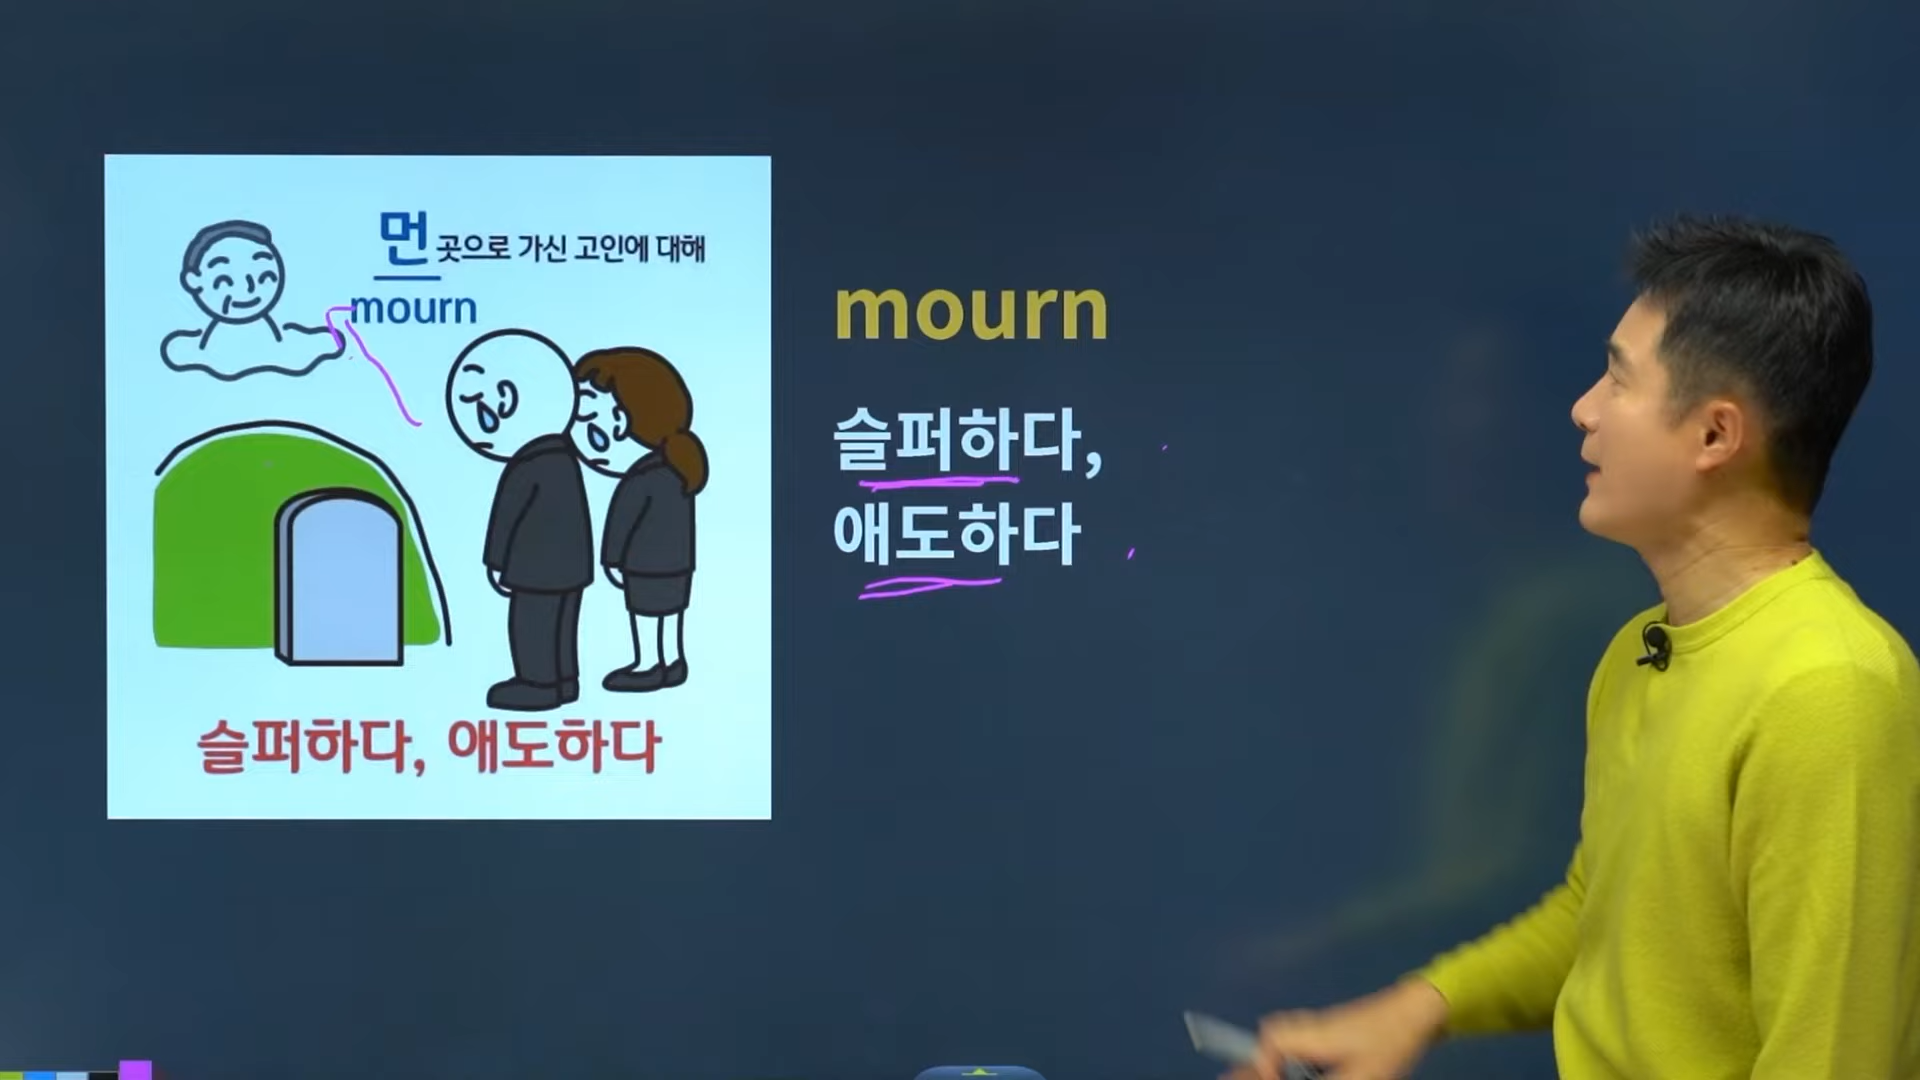 먼 곳으로 가신 고인에 대해
mourn
슬퍼하다, 애도하다
mourn
슬퍼하다,
애도하다